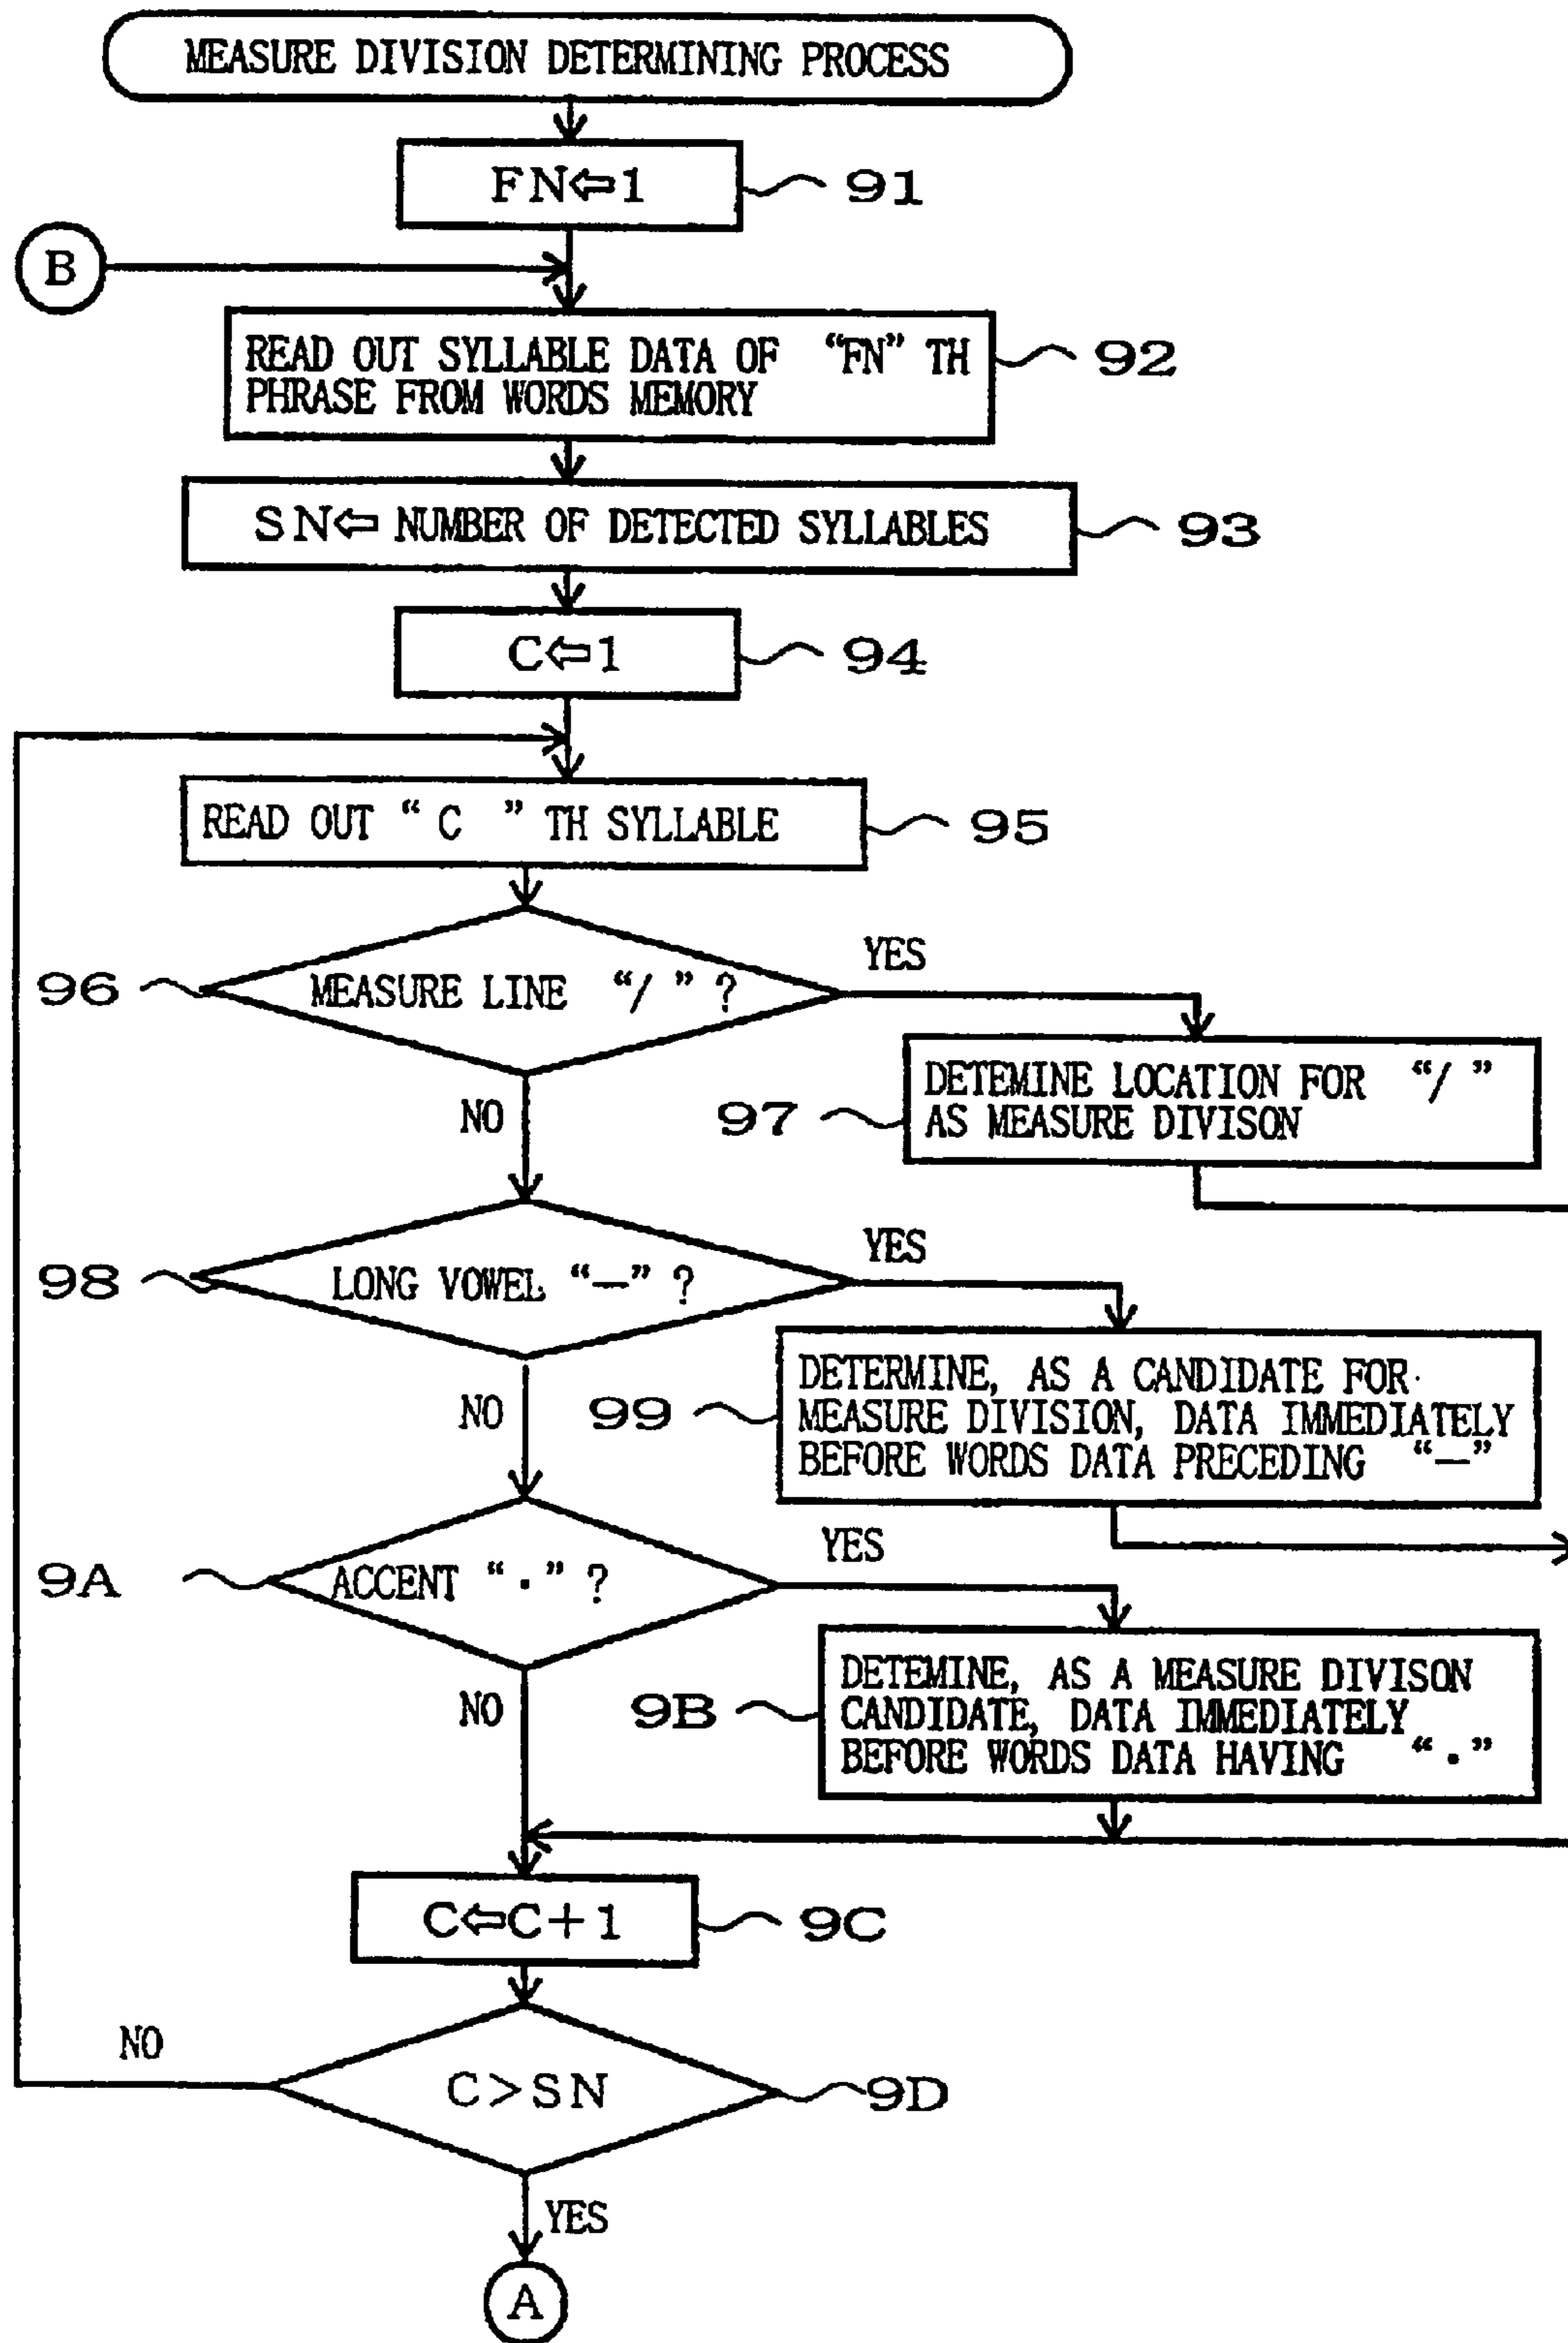 MEASURE DIVISION DETERMINING PROCESS
FN⇦1
91
B
READ OUT SYLLABLE DATA OF "FN" TH
PHRASE FROM WORDS MEMORY
92
SN⇦ NUMBER OF DETECTED SYLLABLES
93
C⇦1
94
READ OUT " C " TH SYLLABLE
95
96
MEASURE LINE "/ " ?
YES
NO
97
DETEMINE LOCATION FOR "/ "
AS MEASURE DIVISON
98
LONG VOWEL "—" ?
YES
NO
99
DETERMINE, AS A CANDIDATE FOR
MEASURE DIVISION, DATA IMMEDIATELY
BEFORE WORDS DATA PRECEDING "—"
9A
ACCENT "・" ?
YES
NO
9B
DETEMINE, AS A MEASURE DIVISON
CANDIDATE, DATA IMMEDIATELY
BEFORE WORDS DATA HAVING "・"
C⇦C+1
9C
NO
C>SN
9D
YES
A